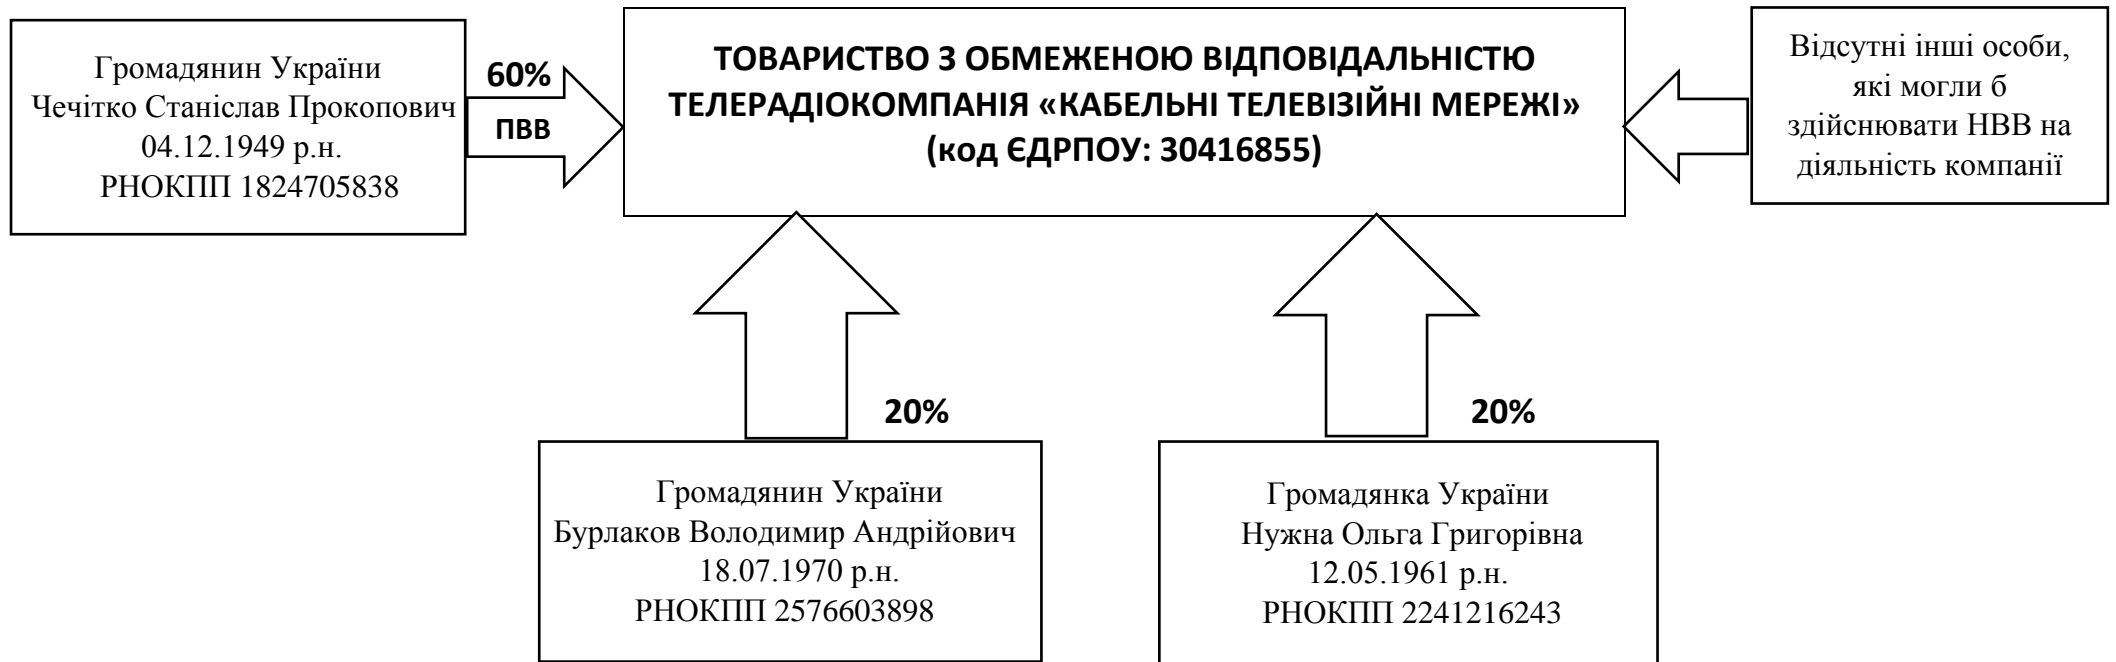 Громадянин України
Чечітко Станіслав Прокопович
04.12.1949 р.н.
РНОКПП 1824705838
60%
ПВВ
ТОВАРИСТВО З ОБМЕЖЕНОЮ ВІДПОВІДАЛЬНІСТЮ
ТЕЛЕРАДІОКОМПАНІЯ «КАБЕЛЬНІ ТЕЛЕВІЗІЙНІ МЕРЕЖІ»
(код ЄДРПОУ: 30416855)
Відсутні інші особи,
які могли б
здійснювати НВВ на
діяльність компанії
20%
Громадянин України
Бурлаков Володимир Андрійович
18.07.1970 р.н.
РНОКПП 2576603898
20%
Громадянка України
Нужна Ольга Григорівна
12.05.1961 р.н.
РНОКПП 2241216243